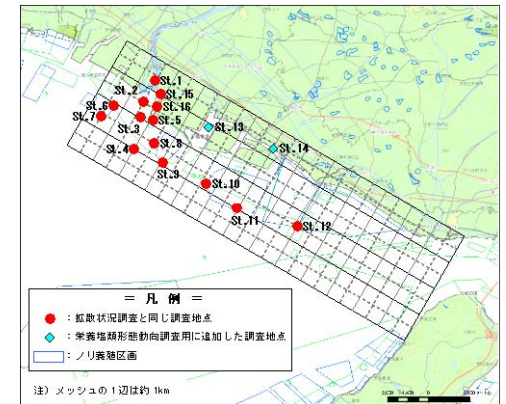 St.1
St.2
St.15
St.6
St.16
St.7
St.3
St.5
St.13
St.4
St.8
St.14
St.9
St.10
St.11
St.12
= 凡 例 =
：拡散状況調査と同じ調査地点
：栄養塩類形態動向調査用に追加した調査地点
：ノリ養殖区画
注）メッシュの1辺は約1km